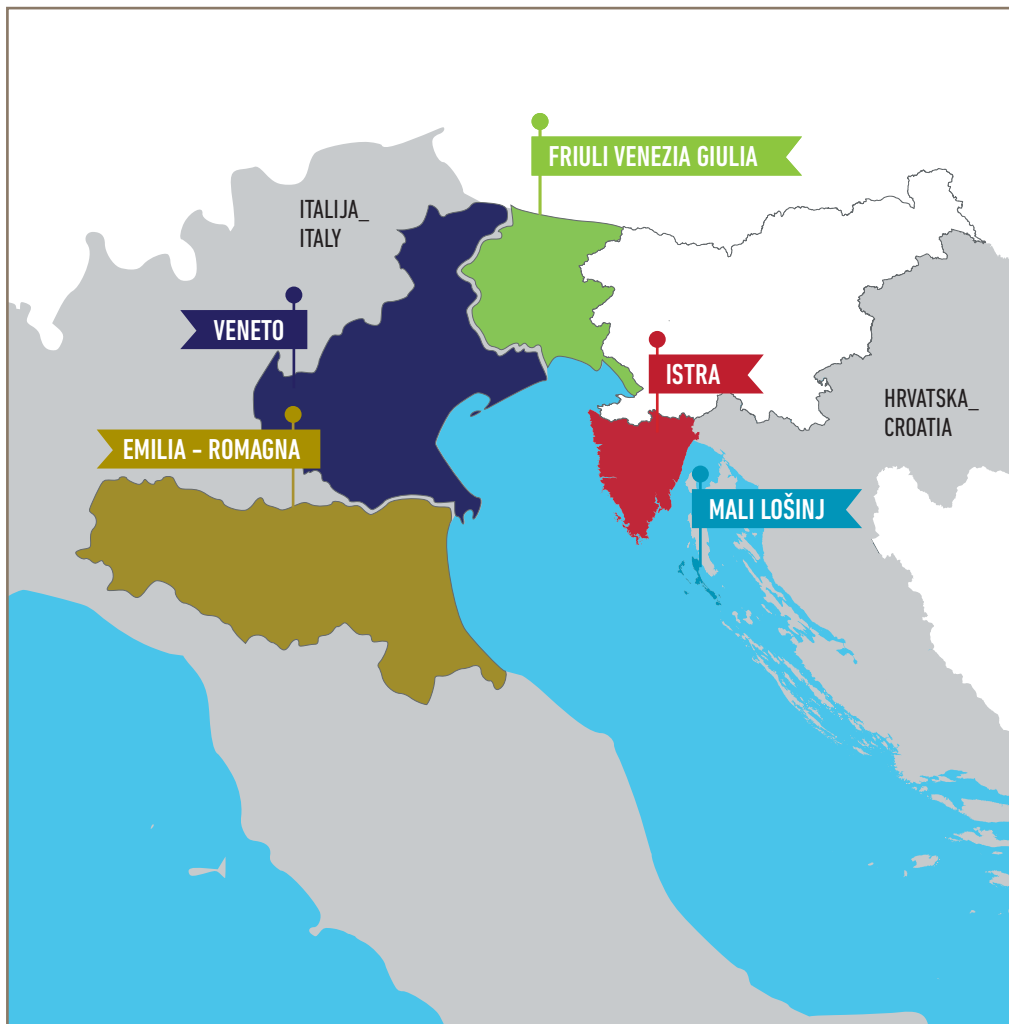 FRIULI VENEZIA GIULIA
ITALIJA_
ITALY
VENETO
ISTRA
HRVATSKA_
CROATIA
EMILIA - ROMAGNA
MALI LOŠINJ